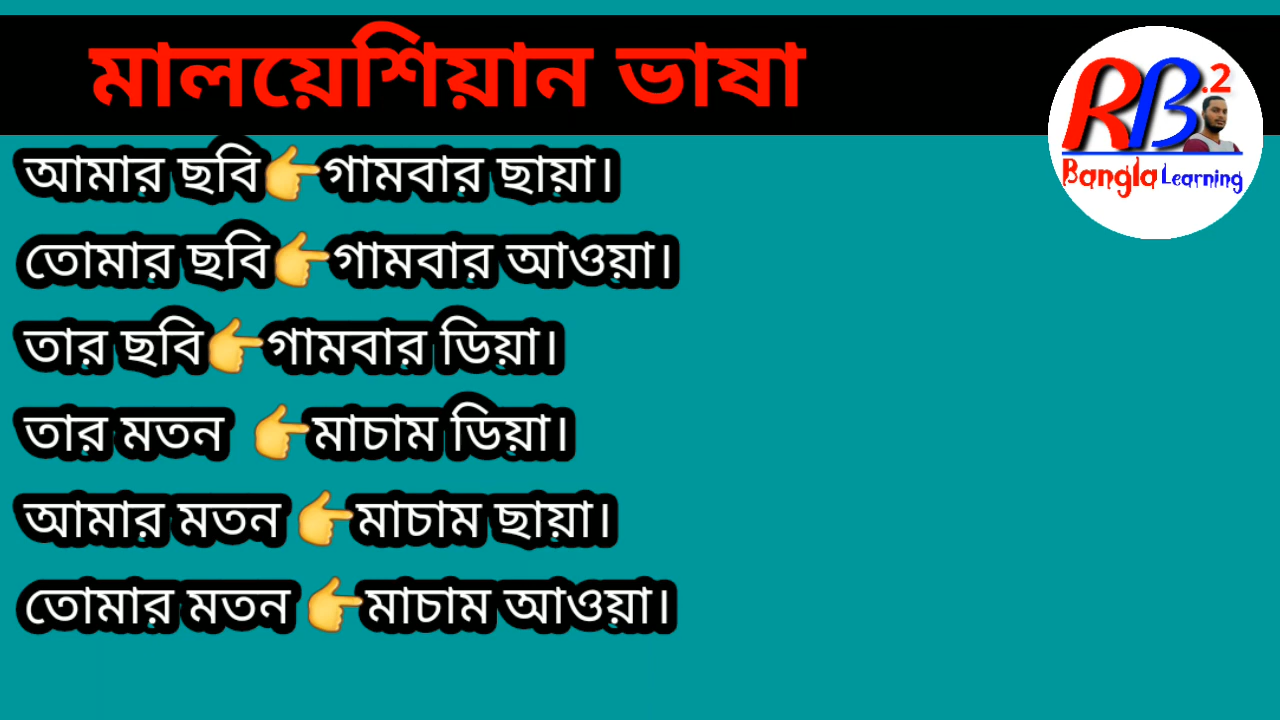 মালয়েশিয়ান ভাষা
RB.2
Bangla Learning
আমার ছবি👉গামবার ছায়া।
তোমার ছবি👉গামবার আওয়া।
তার ছবি👉গামবার ডিয়া।
তার মতন 👉মাচাম ডিয়া।
আমার মতন 👉মাচাম ছায়া।
তোমার মতন 👉মাচাম আওয়া।